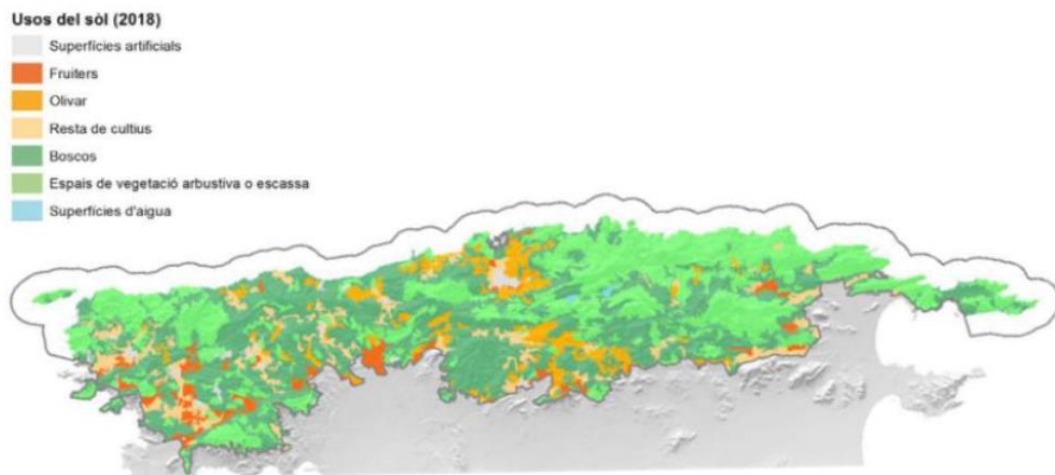 Usos del sòl (2018)
Superfícies artificials
Fruiters
Olivar
Resta de cultius
Boscos
Espais de vegetació arbustiva o escassa
Superfícies d'aigua